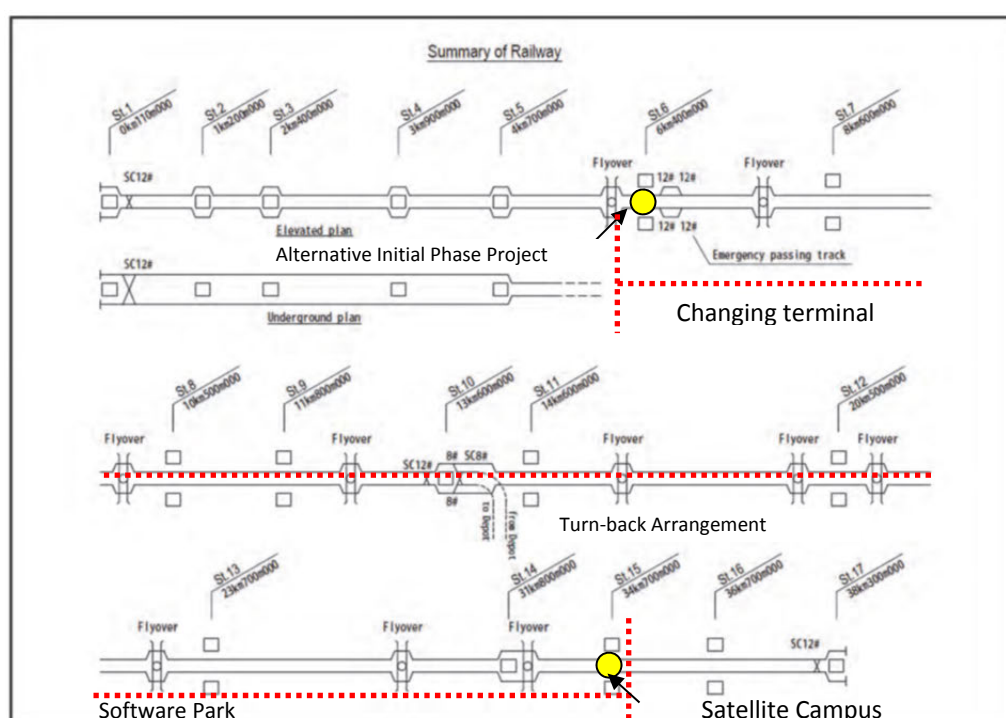 Summary of Railway
St.1
0km110m000
St.2
1km200m000
St.3
2km400m000
St.4
3km900m000
St.5
4km700m000
St.6
6km400m000
St.7
8km600m000
Flyover
Flyover
SC12#
12# 12#
Elevated plan
12# 12#
Alternative Initial Phase Project
Emergency passing track
SC12#
Underground plan
Changing terminal
St.8
10km500m000
St.9
11km800m000
St.10
13km600m000
St.11
14km600m000
St.12
20km500m000
Flyover
Flyover
Flyover
Flyover
Flyover
8# SC8#
SC12#
8#
to Depot
from Depot
Turn-back Arrangement
St.13
23km700m000
St.14
31km800m000
St.15
34km700m000
St.16
36km700m000
St.17
38km300m000
Flyover
Flyover
Flyover
SC12#
Software Park
Satellite Campus